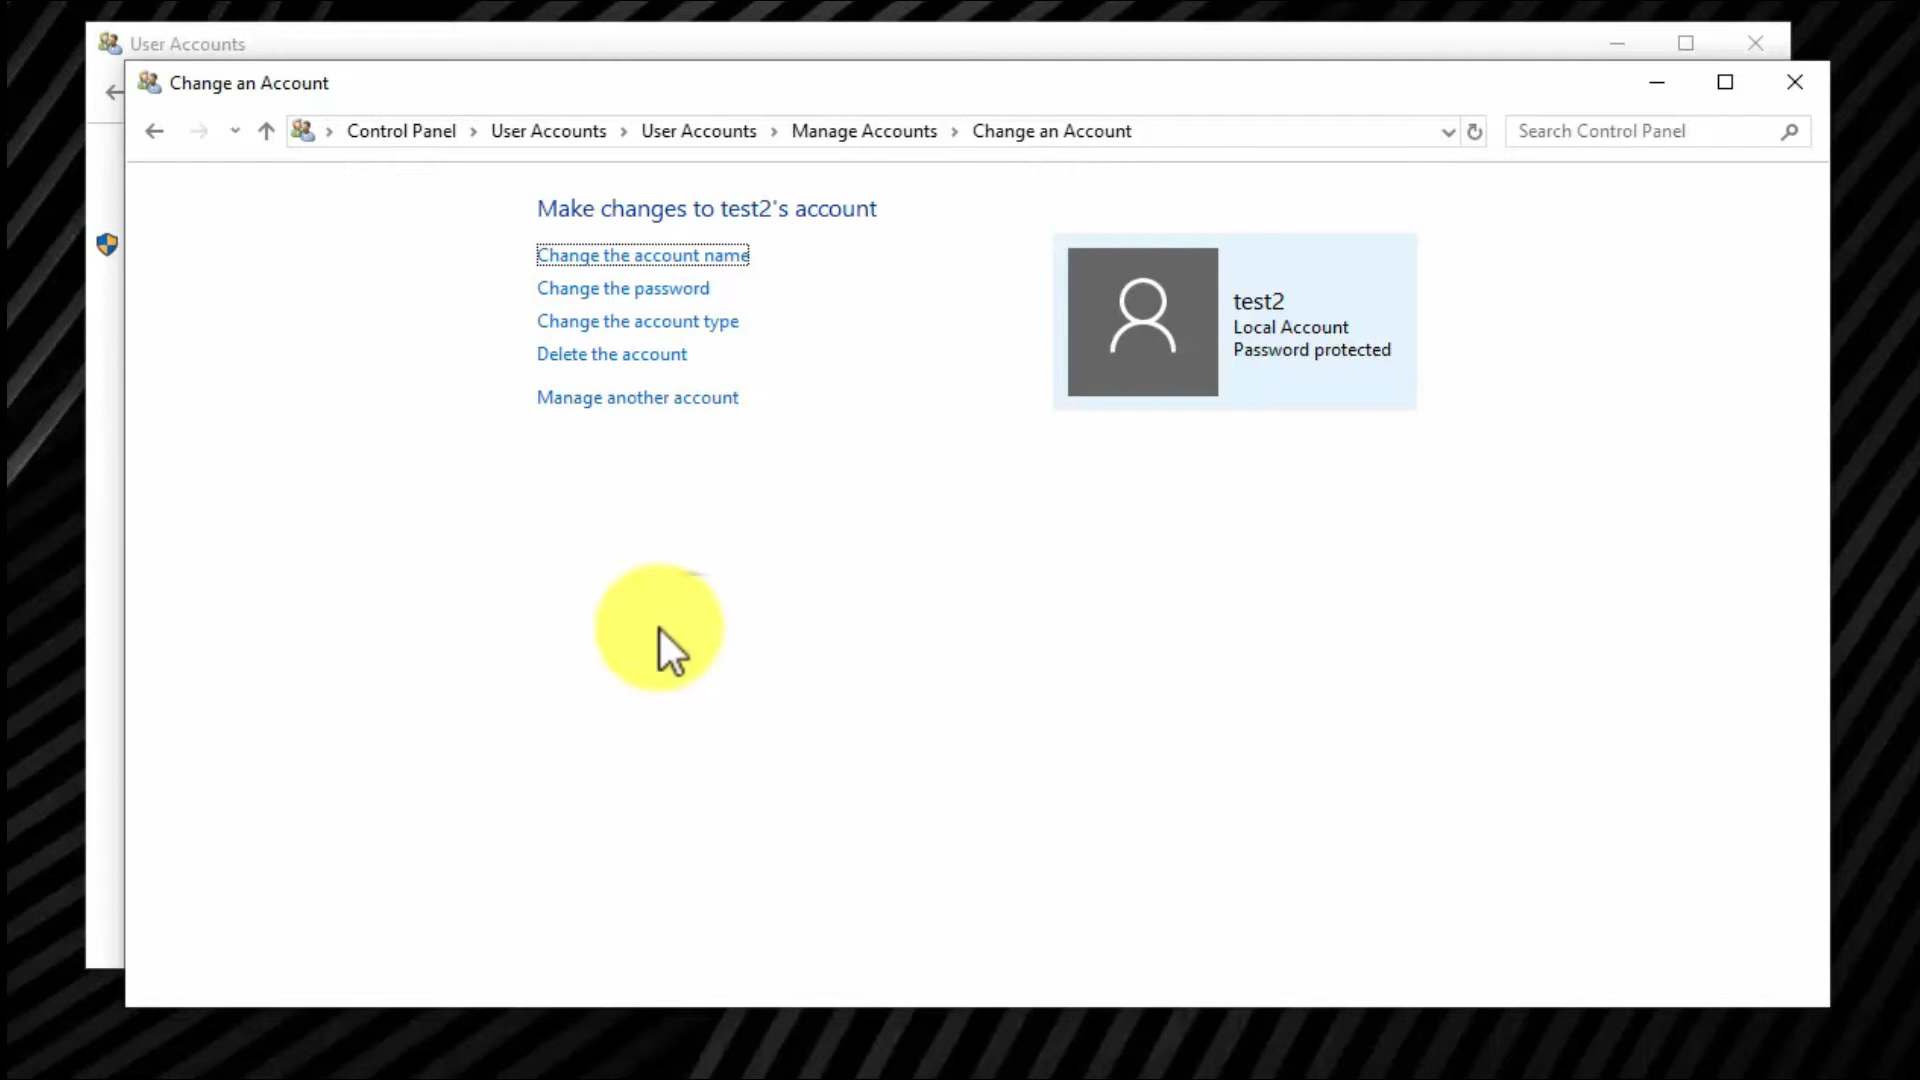 User Accounts
Change an Account
Control Panel User Accounts User Accounts Manage Accounts Change an Account
Search Control Panel
Make changes to test2's account
Change the account name
Change the password
Change the account type
Delete the account
Manage another account
test2
Local Account
Password protected